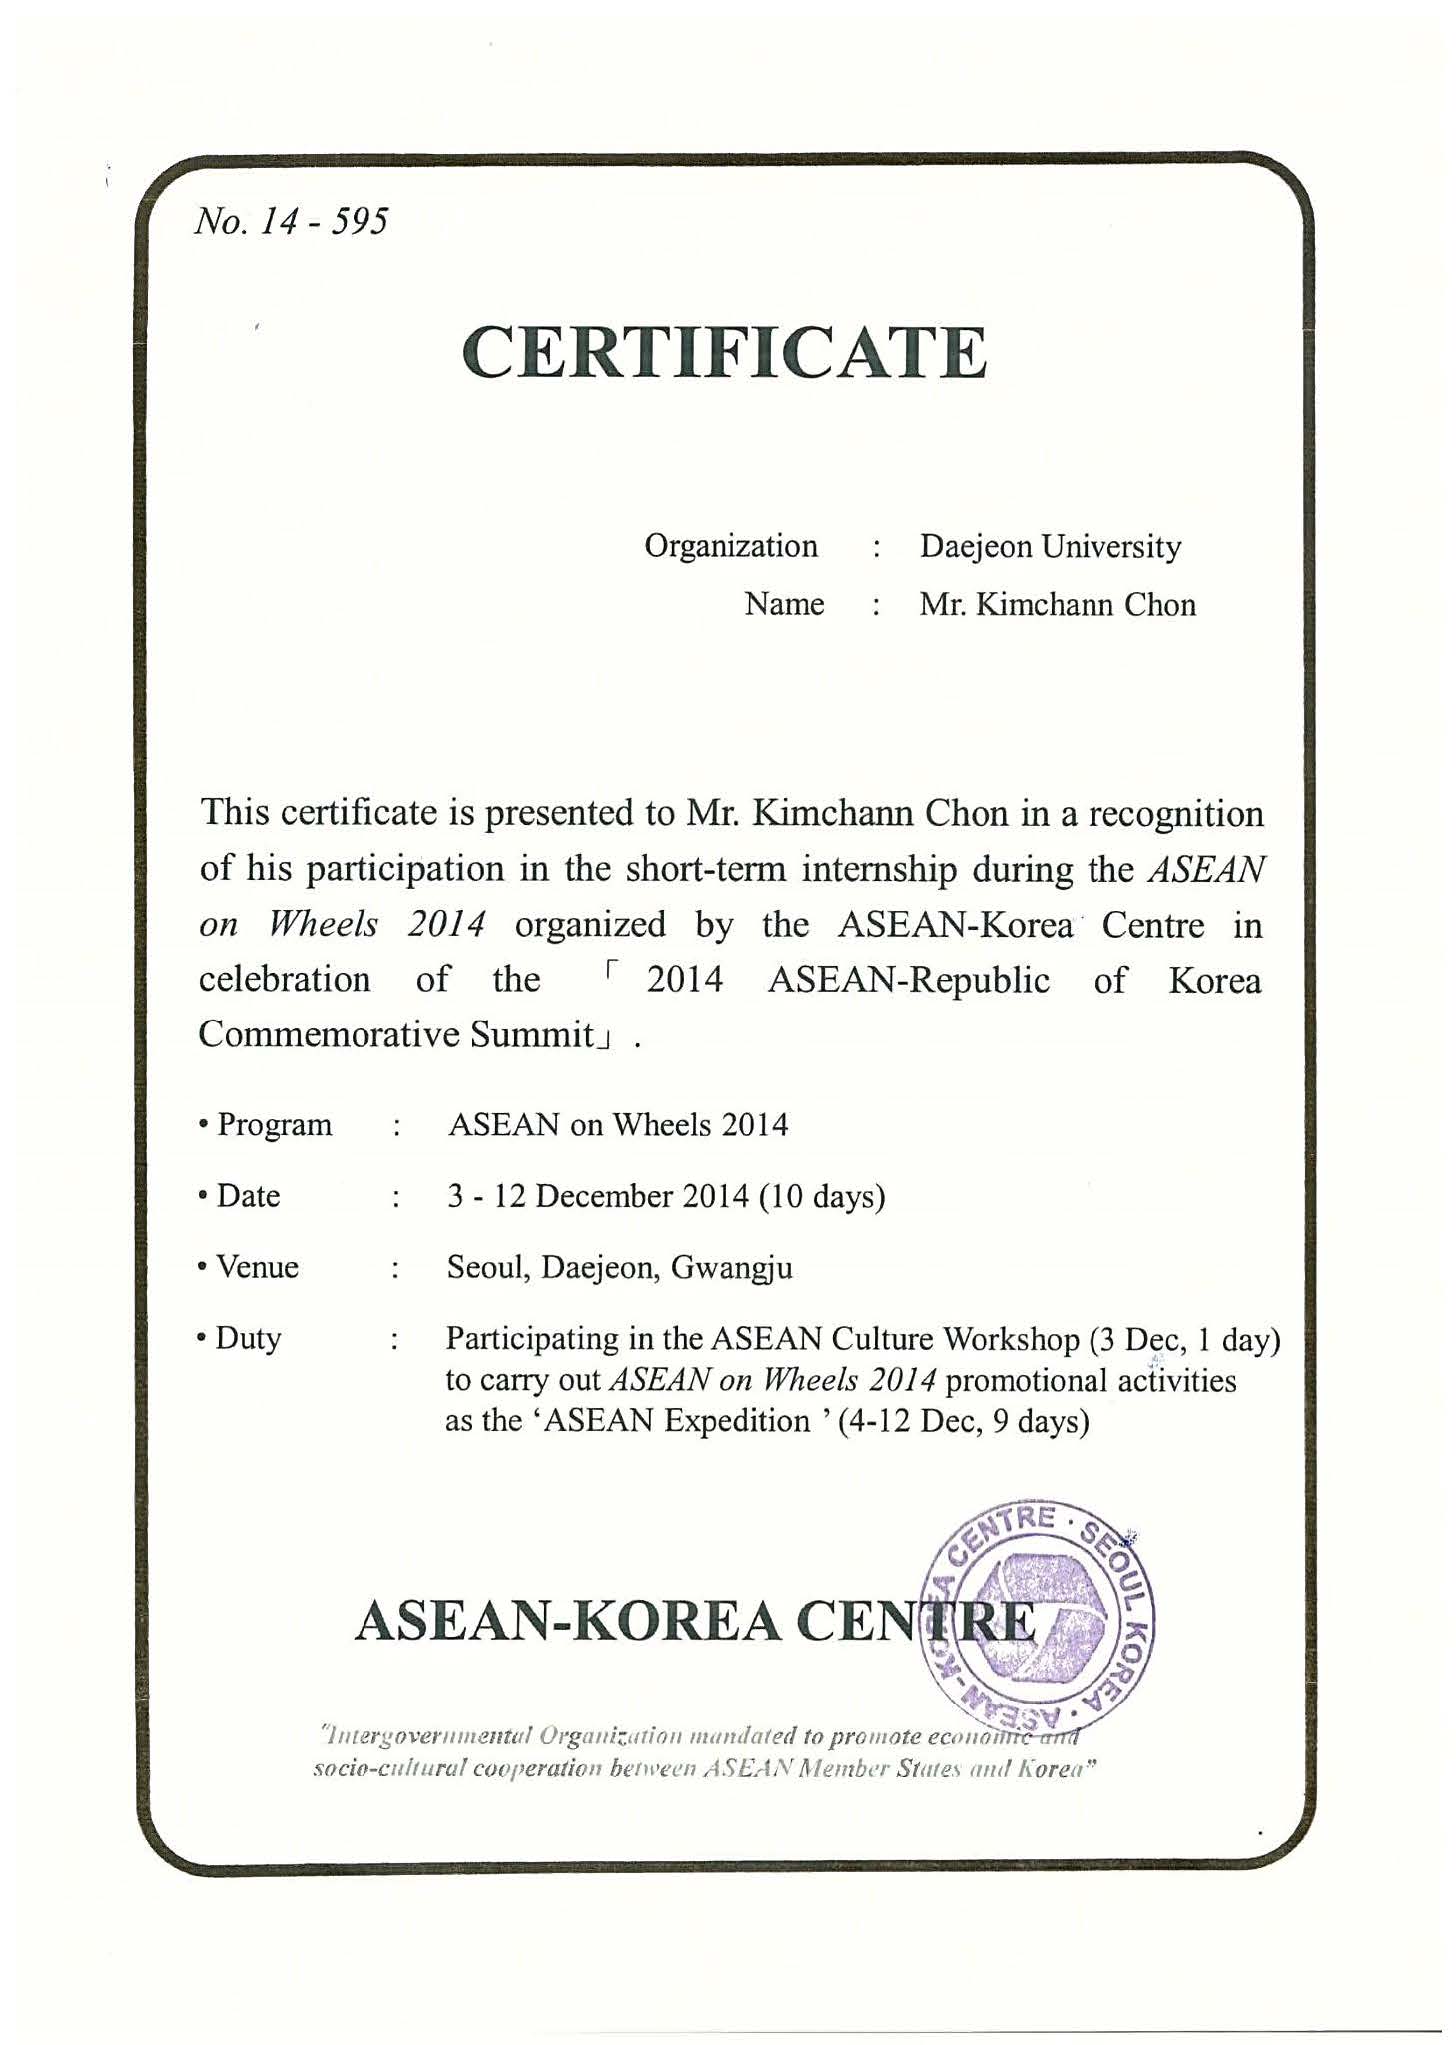 No. 14 - 595
CERTIFICATE
Organization : Daejeon University
Name : Mr. Kimchann Chon
This certificate is presented to Mr. Kimchann Chon in a recognition
of his participation in the short-term internship during the ASEAN
on Wheels 2014 organized by the ASEAN-Korea Centre in
celebration of the 「 2014 ASEAN-Republic of Korea
Commemorative Summit」 .
• Program : ASEAN on Wheels 2014
• Date : 3 - 12 December 2014 (10 days)
• Venue : Seoul, Daejeon, Gwangju
• Duty : Participating in the ASEAN Culture Workshop (3 Dec, 1 day)
to carry out ASEAN on Wheels 2014 promotional activities
as the ‘ASEAN Expedition ’ (4-12 Dec, 9 days)
ASEAN-KOREA CENTRE
ASEAN-KOREA CENTRE · SEOUL KOREA ·
"Intergovernmental Organization mandated to promote economic and
socio-cultural cooperation between ASEAN Member States and Korea”